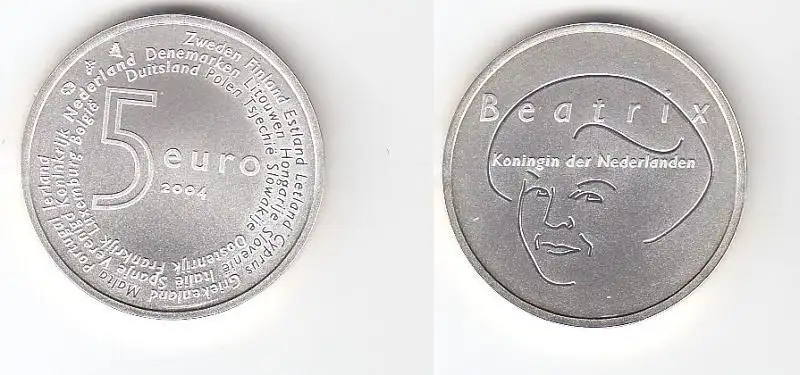 Zweden Finland Estland Letland Cyprus Griekenland Malta Portugal Ierland
Nederland Denemarken Litouwen Hongarije Slovenië Italië Spanje Verenigd Koninkrijk
Duitsland Polen Tsjechië Slowakije Oostenrijk Frankrijk Luxemburg België
5 euro
2004
Beatrix
Koningin der Nederlanden